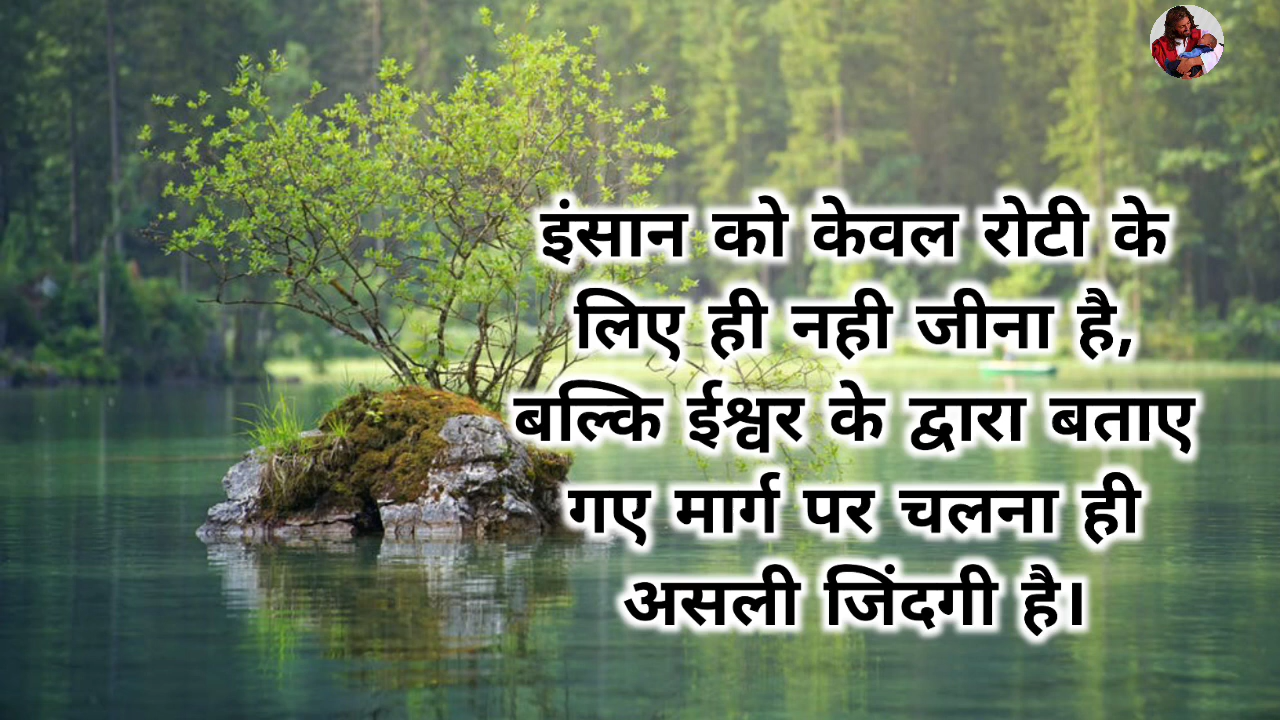 इंसान को केवल रोटी के
लिए ही नही जीना है,
बल्कि ईश्वर के द्वारा बताए
गए मार्ग पर चलना ही
असली जिंदगी है।